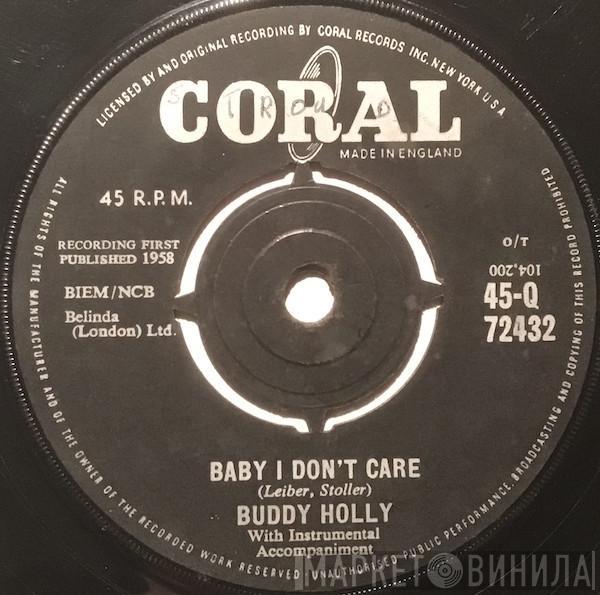 LICENSED BY AND ORIGINAL RECORDING BY CORAL RECORDS INC. NEW YORK U.S.A.
CORAL
MADE IN ENGLAND
45 R.P.M.
RECORDING FIRST
PUBLISHED 1958
BIEM/NCB
Belinda
(London) Ltd.
O/T
104,200
45-Q
72432
BABY I DON'T CARE
(Leiber, Stoller)
BUDDY HOLLY
With Instrumental
Accompaniment
ALL RIGHTS OF THE MANUFACTURER AND OF THE OWNER OF THE RECORDED WORK RESERVED. UNAUTHORISED PUBLIC PERFORMANCE, BROADCASTING AND COPYING OF THIS RECORD PROHIBITED
МАРКЕТ ВИНИЛА